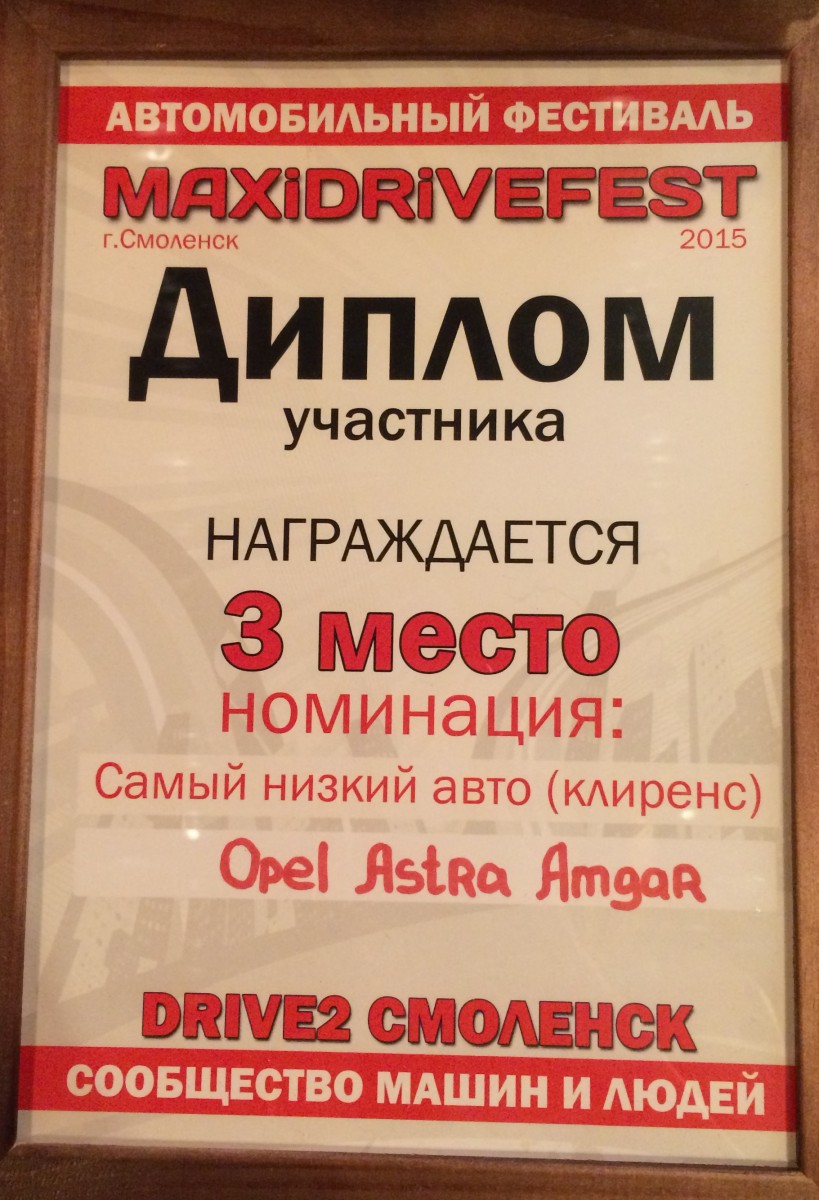 АВТОМОБИЛЬНЫЙ ФЕСТИВАЛЬ
MAXiDRiVEFEST
г.Смоленск 2015
Диплом
участника
НАГРАЖДАЕТСЯ
3 место
номинация:
Самый низкий авто (клиренс)
Opel Astra Amgar
DRIVE2 СМОЛЕНСК
СООБЩЕСТВО МАШИН И ЛЮДЕЙ